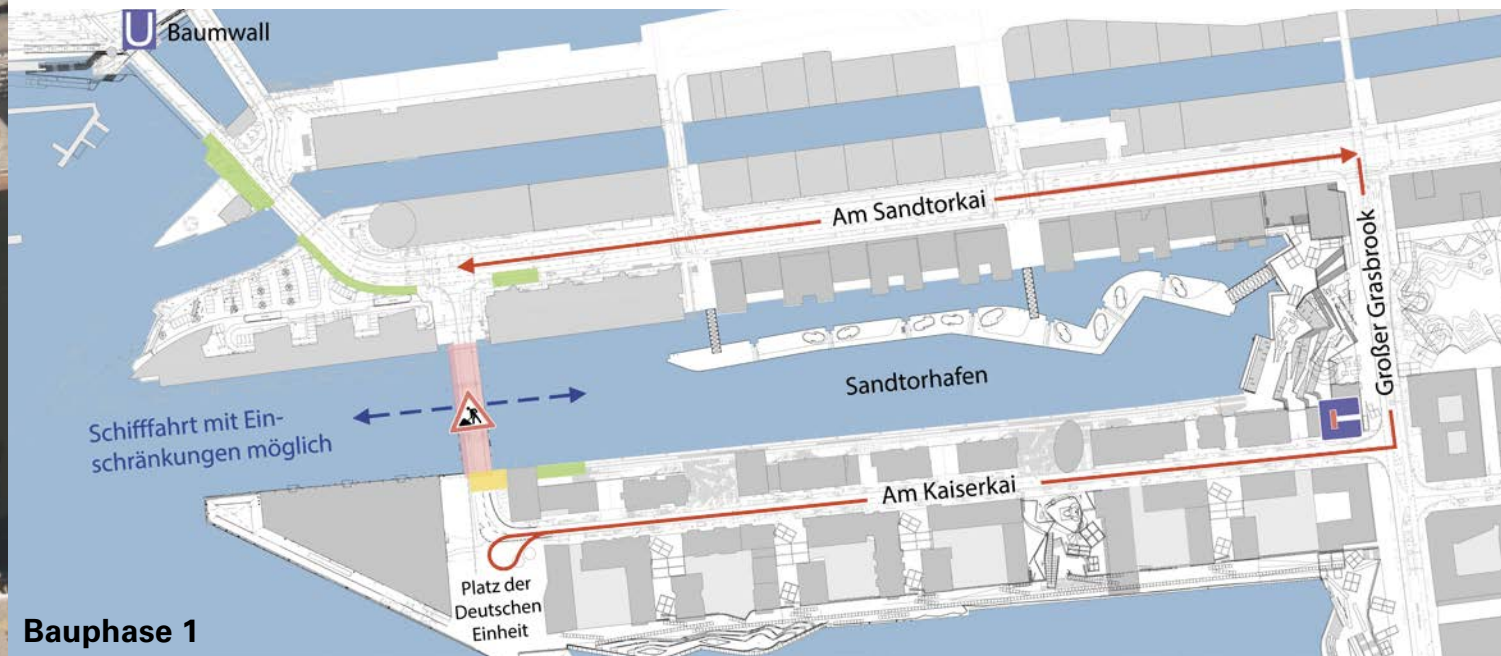 U Baumwall
Am Sandtorkai
Großer Grasbrook
Sandtorhafen
Schifffahrt mit Ein-
schränkungen möglich
Am Kaiserkai
Platz der
Deutschen
Einheit
Bauphase 1